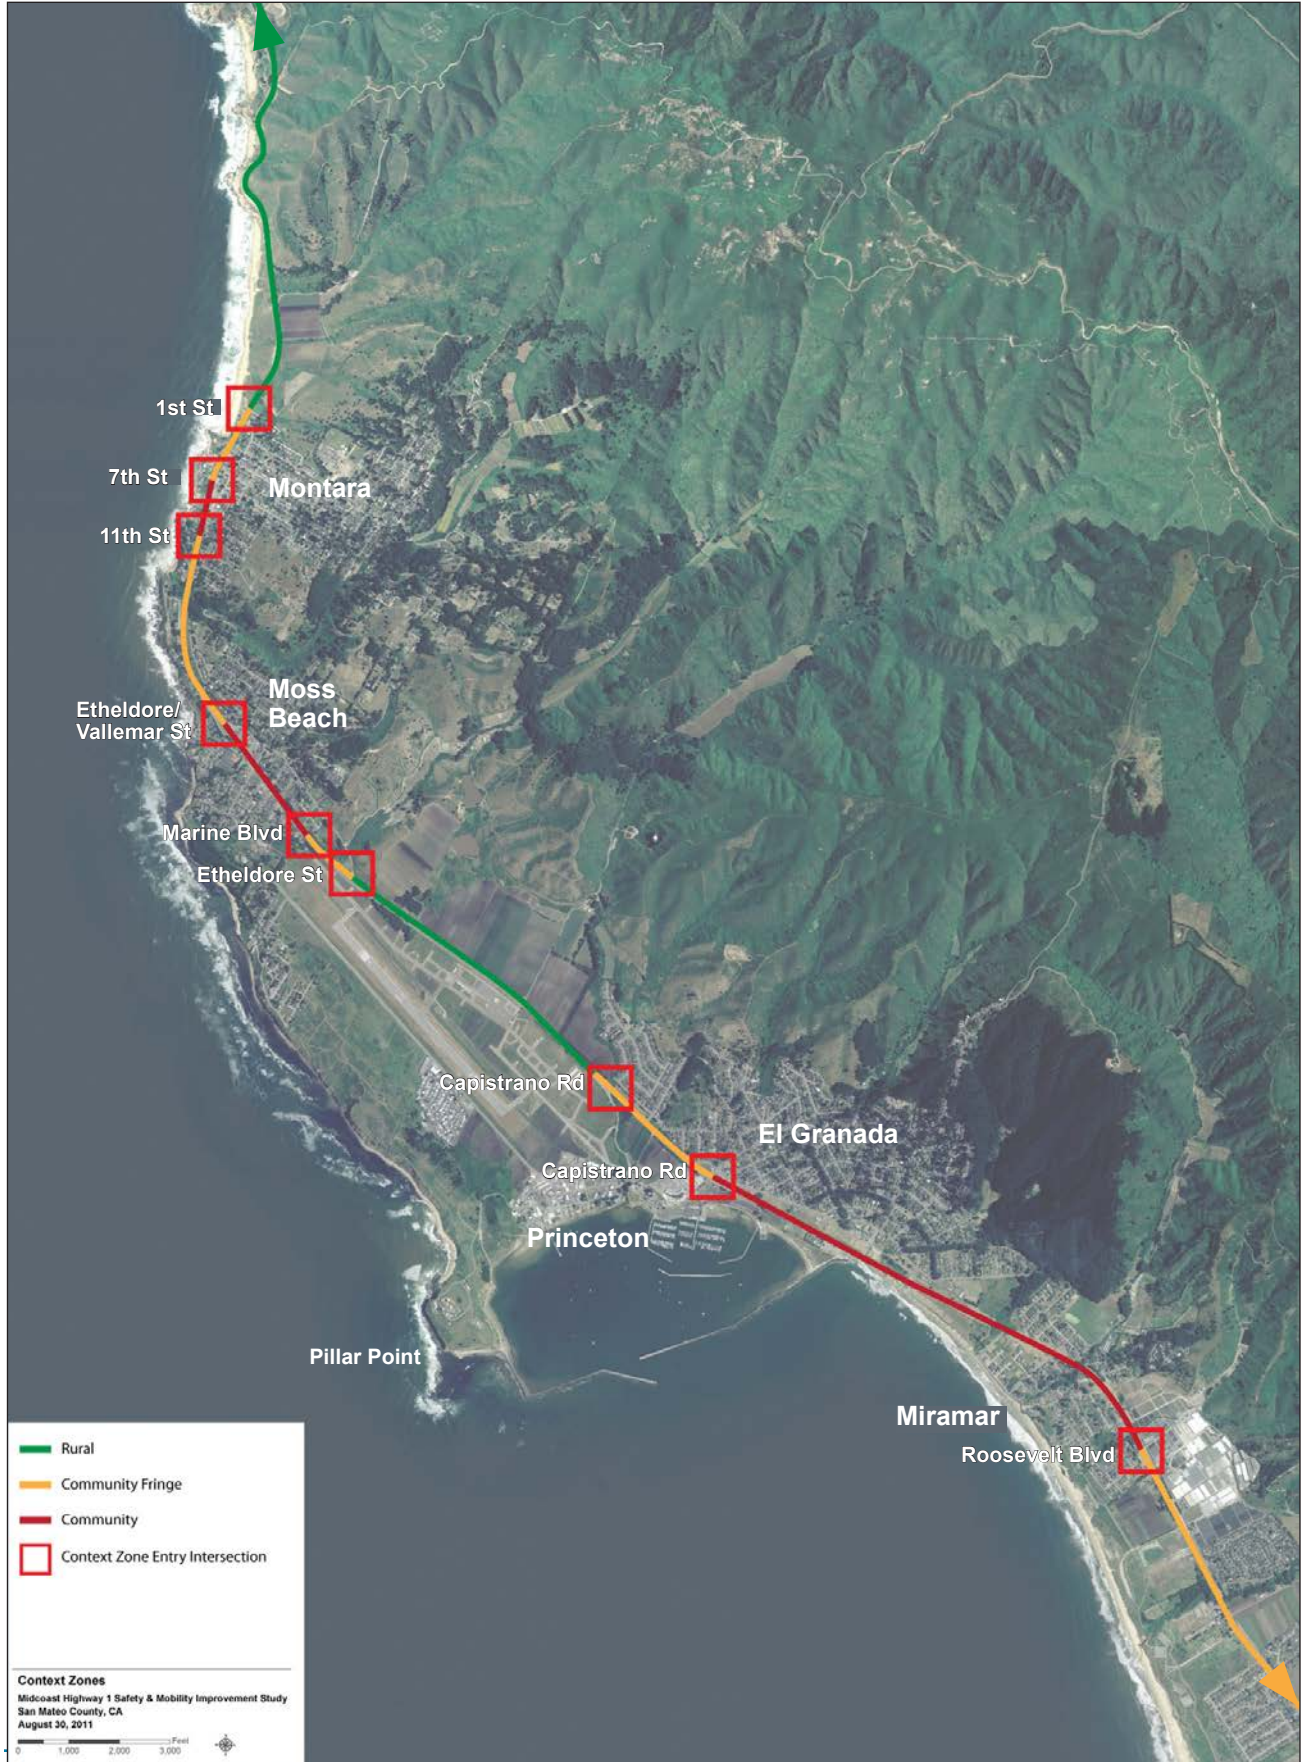 1st St
7th St
Montara
11th St
Moss
Beach
Etheldore/
Vallemar St
Marine Blvd
Etheldore St
Capistrano Rd
El Granada
Capistrano Rd
Princeton
Pillar Point
Miramar
Roosevelt Blvd
Rural
Community Fringe
Community
Context Zone Entry Intersection
Context Zones
Midcoast Highway 1 Safety & Mobility Improvement Study
San Mateo County, CA
August 30, 2011
Feet
0 1,000 2,000 3,000